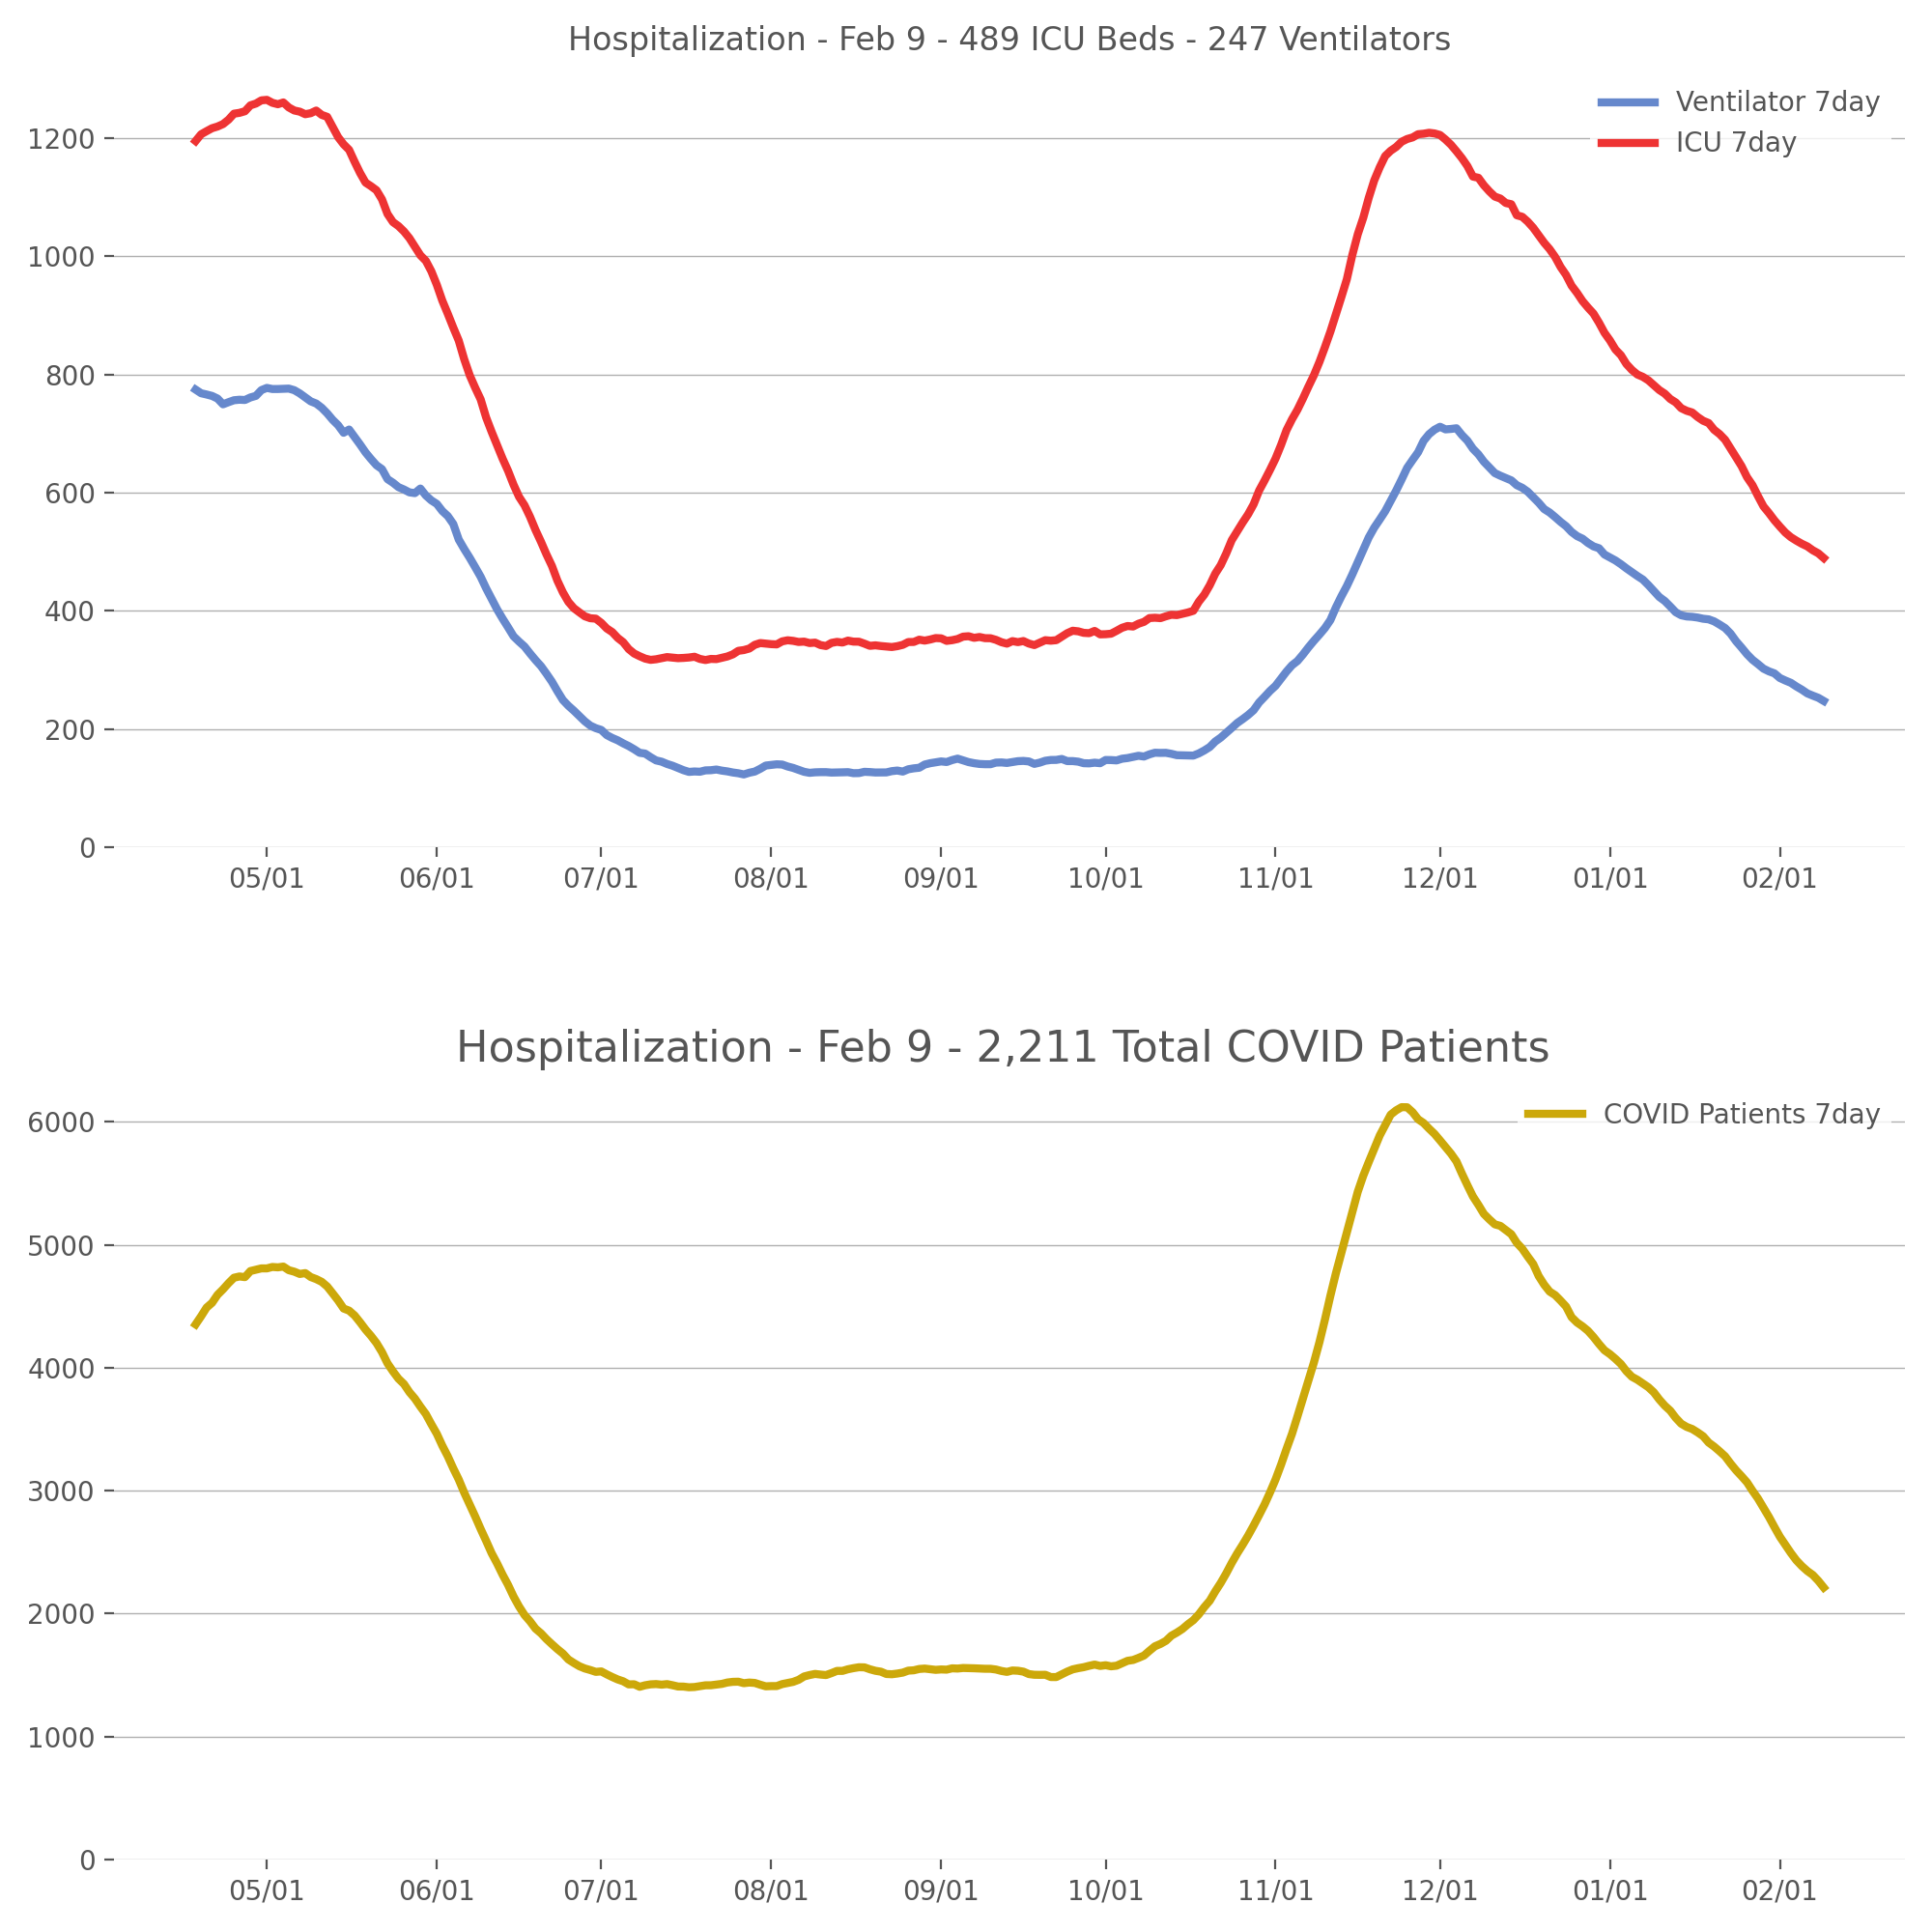 Hospitalization - Feb 9 - 489 ICU Beds - 247 Ventilators
Ventilator 7day
ICU 7day
1200
1000
800
600
400
200
0
05/01 06/01 07/01 08/01 09/01 10/01 11/01 12/01 01/01 02/01
Hospitalization - Feb 9 - 2,211 Total COVID Patients
COVID Patients 7day
6000
5000
4000
3000
2000
1000
0
05/01 06/01 07/01 08/01 09/01 10/01 11/01 12/01 01/01 02/01